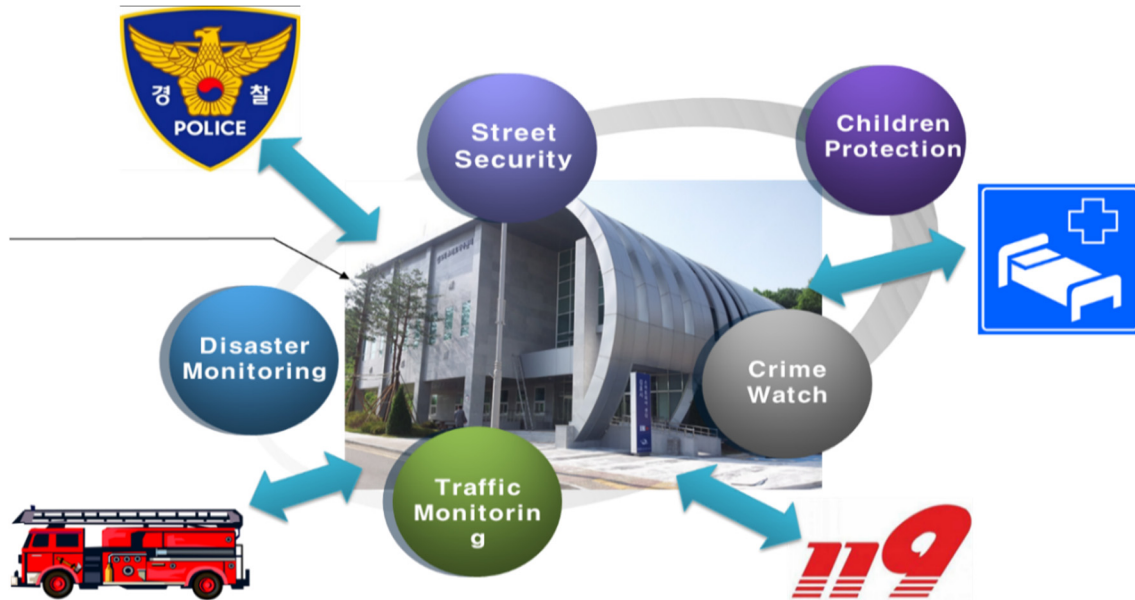 경 찰
POLICE
Street
Security
Children
Protection
Disaster
Monitoring
Crime
Watch
Traffic
Monitorin
g
119